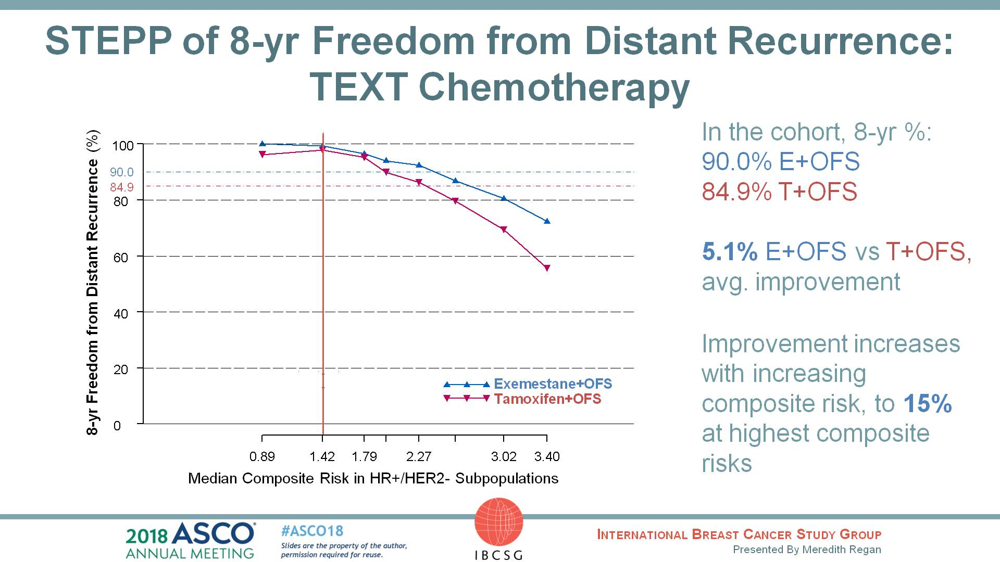 STEPP of 8-yr Freedom from Distant Recurrence:
TEXT Chemotherapy
8-yr Freedom from Distant Recurrence (%)
100
90.0
84.9
80
60
40
20
0
Exemestane+OFS
Tamoxifen+OFS
0.89 1.42 1.79 2.27 3.02 3.40
Median Composite Risk in HR+/HER2- Subpopulations
In the cohort, 8-yr %:
90.0% E+OFS
84.9% T+OFS
5.1% E+OFS vs T+OFS,
avg. improvement
Improvement increases
with increasing
composite risk, to 15%
at highest composite
risks
2018 ASCO®
ANNUAL MEETING
#ASCO18
Slides are the property of the author,
permission required for reuse.
IBCSG
INTERNATIONAL BREAST CANCER STUDY GROUP
Presented By Meredith Regan